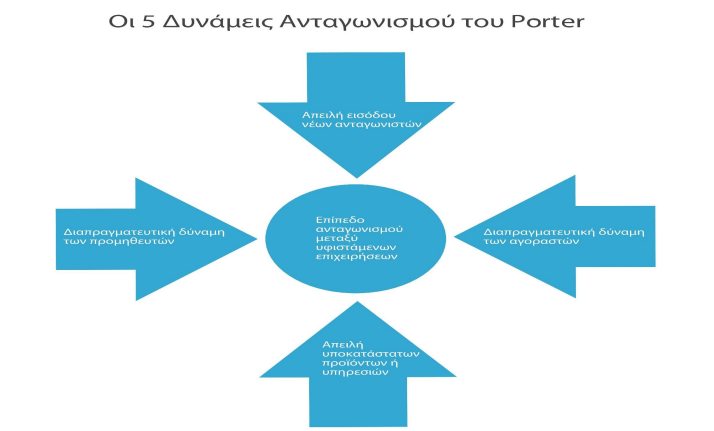 Οι 5 Δυνάμεις Ανταγωνισμού του Porter
Απειλή εισόδου
νέων ανταγωνιστών
Διαπραγματευτική δύναμη
των προμηθευτών
Επίπεδο
ανταγωνισμού
μεταξύ
υφιστάμενων
επιχειρήσεων
Διαπραγματευτική δύναμη
των αγοραστών
Απειλή
υποκατάστατων
προϊόντων ή
υπηρεσιών